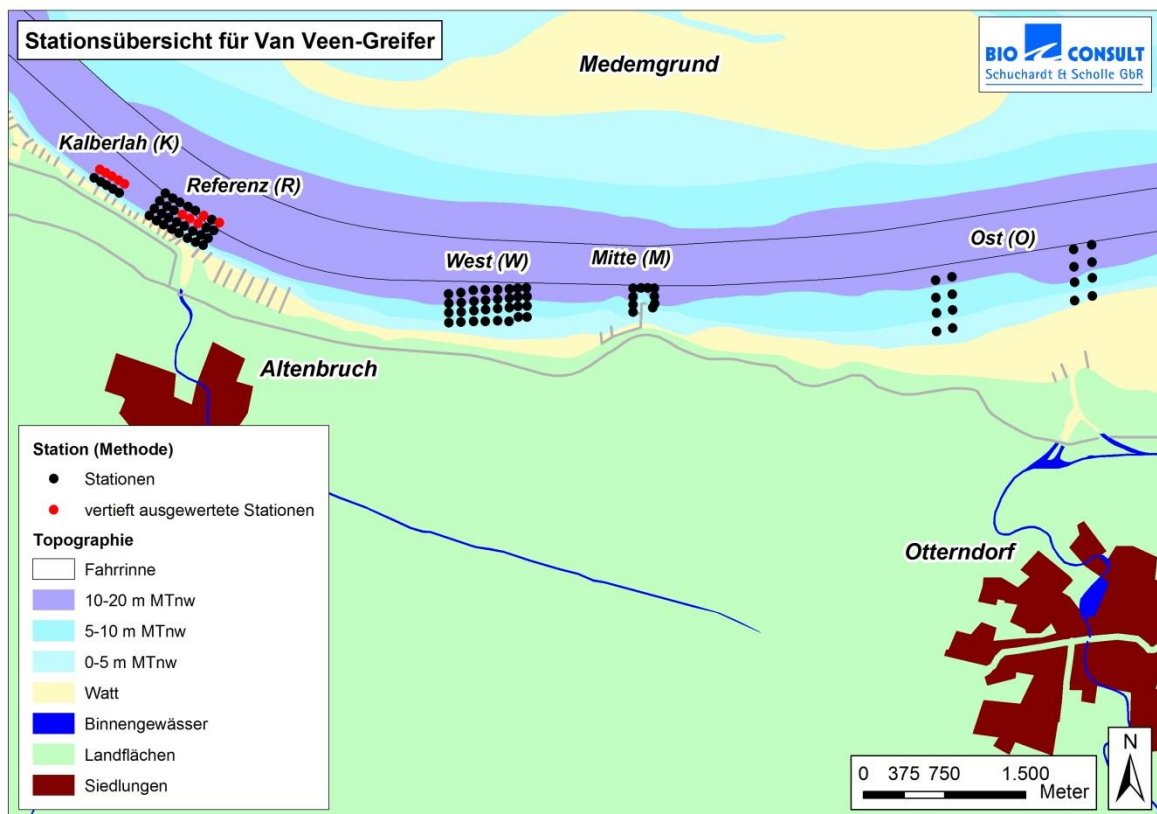 Stationsübersicht für Van Veen-Greifer
BIO CONSULT
Schuchardt & Scholle GbR
Medemgrund
Kalberlah (K)
Referenz (R)
West (W)
Mitte (M)
Ost (O)
Altenbruch
Otterndorf
Station (Methode)
Stationen
vertieft ausgewertete Stationen
Topographie
Fahrrinne
10-20 m MTnw
5-10 m MTnw
0-5 m MTnw
Watt
Binnengewässer
Landflächen
Siedlungen
0 375 750 1.500
Meter
N